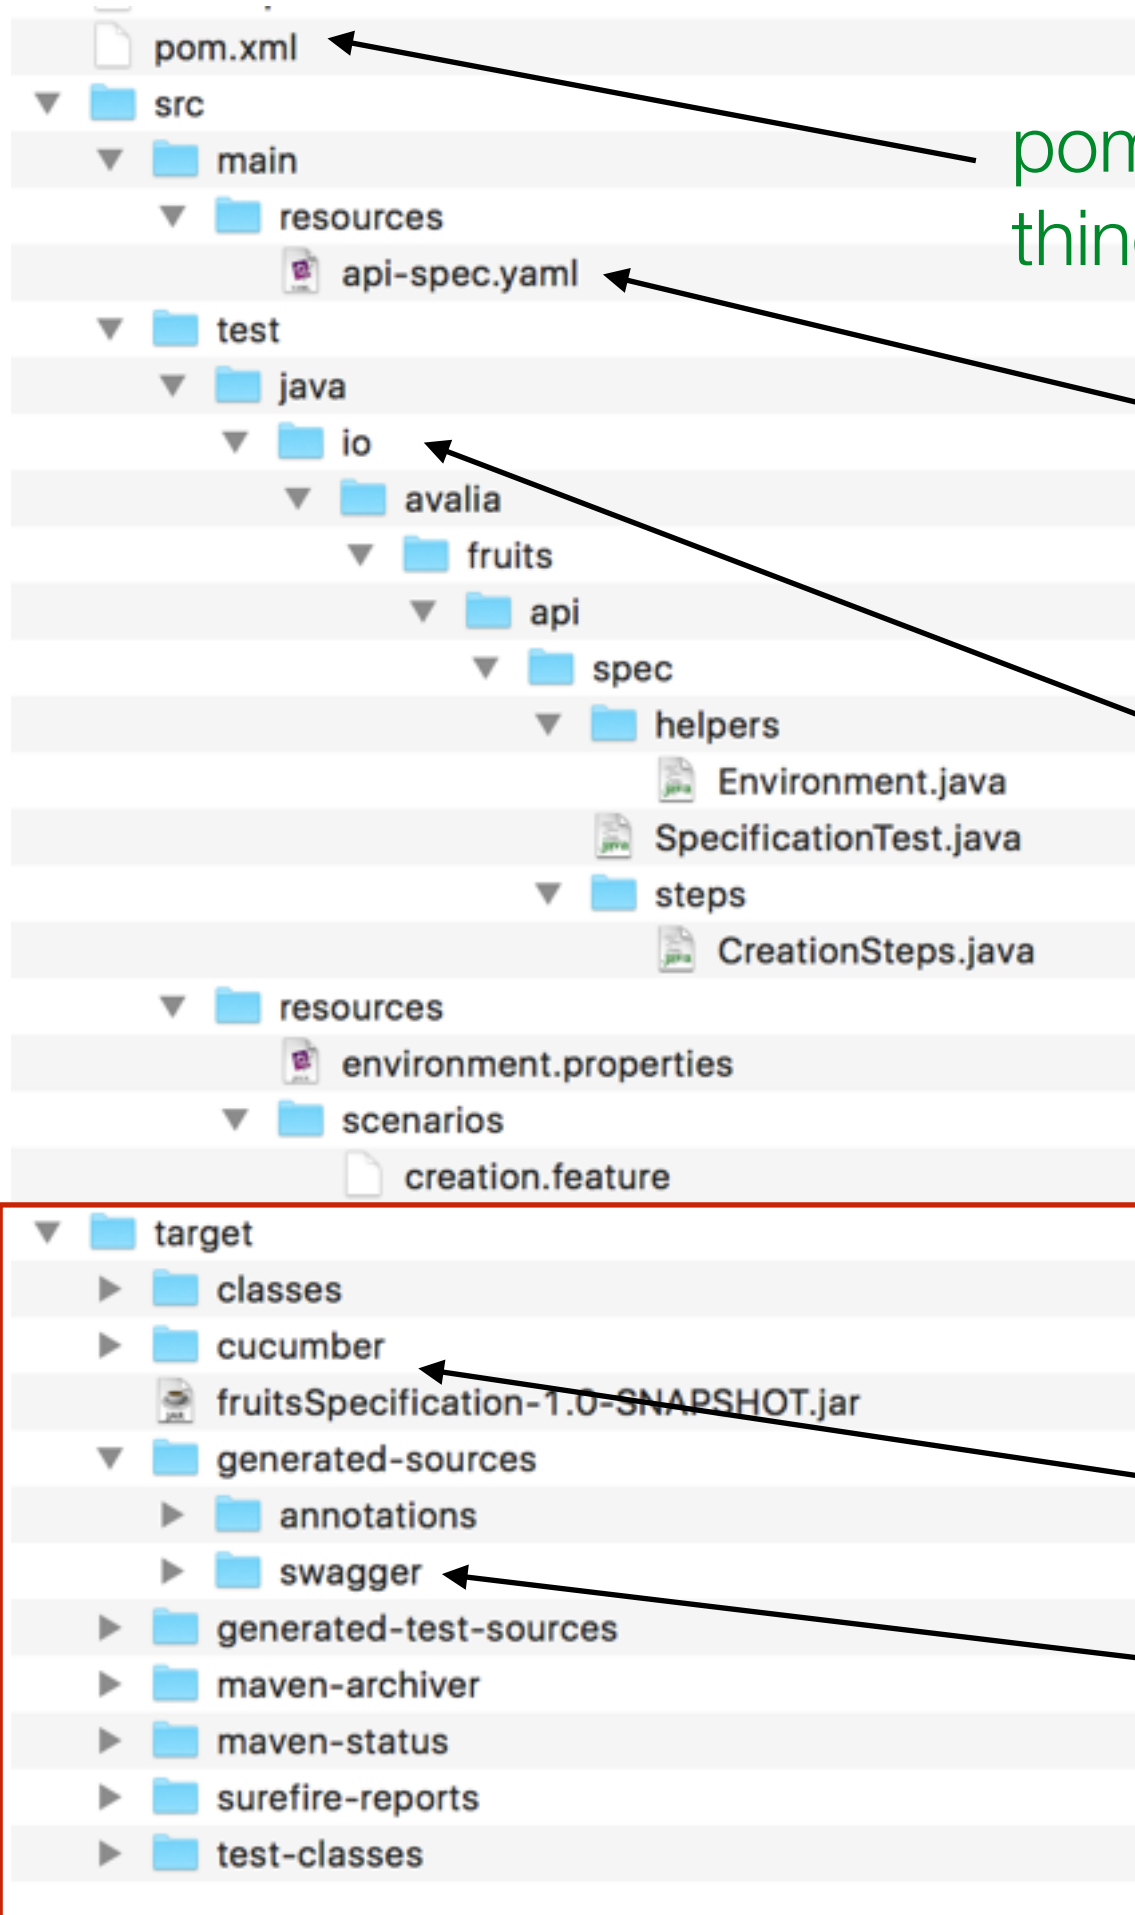 pom.xml
src
main
resources
api-spec.yaml
test
java
io
avalia
fruits
api
spec
helpers
Environment.java
SpecificationTest.java
steps
CreationSteps.java
resources
environment.properties
scenarios
creation.feature
target
classes
cucumber
fruitsSpecification-1.0-SNAPSHOT.jar
generated-sources
annotations
swagger
generated-test-sources
maven-archiver
maven-status
surefire-reports
test-classes